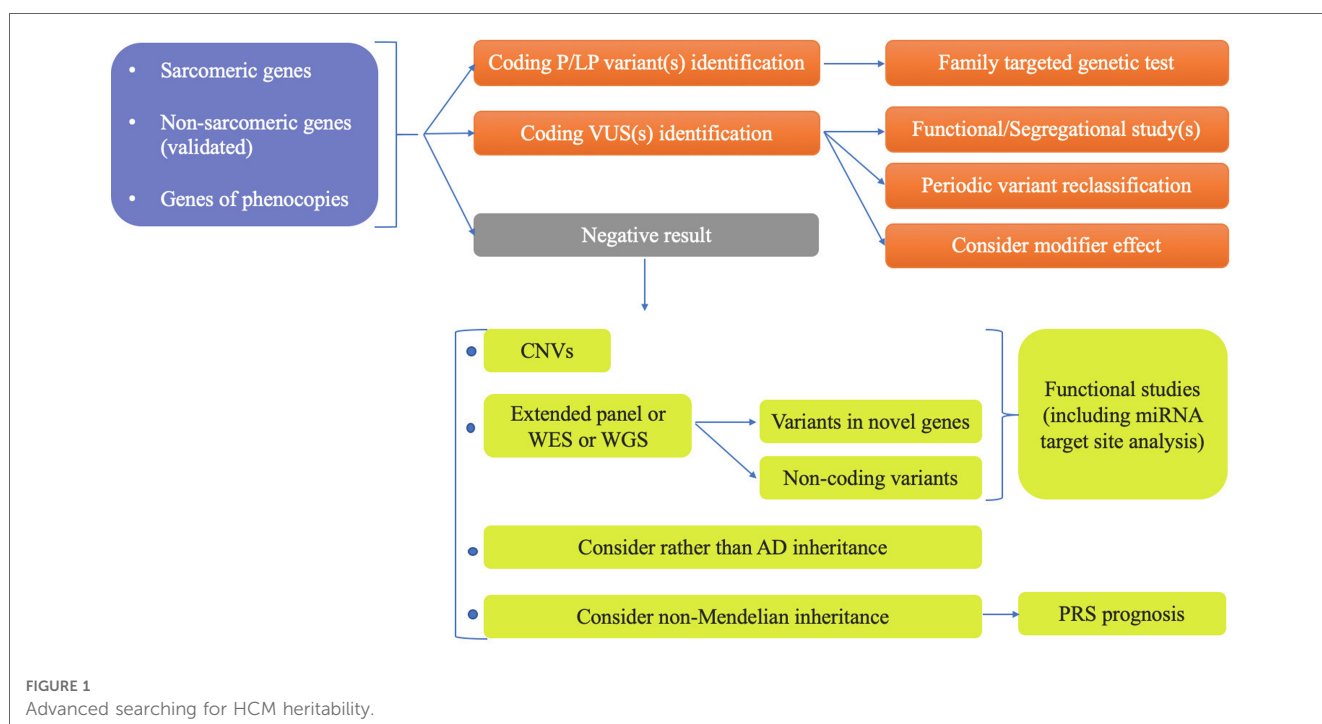 • Sarcomeric genes
• Non-sarcomeric genes
(validated)
• Genes of phenocopies
Coding P/LP variant(s) identification
Family targeted genetic test
Coding VUS(s) identification
Functional/Segregational study(s)
Periodic variant reclassification
Consider modifier effect
Negative result
CNVs
Extended panel or
WES or WGS
Variants in novel genes
Non-coding variants
Functional studies
(including miRNA
target site analysis)
Consider rather than AD inheritance
Consider non-Mendelian inheritance
PRS prognosis
FIGURE 1
Advanced searching for HCM heritability.